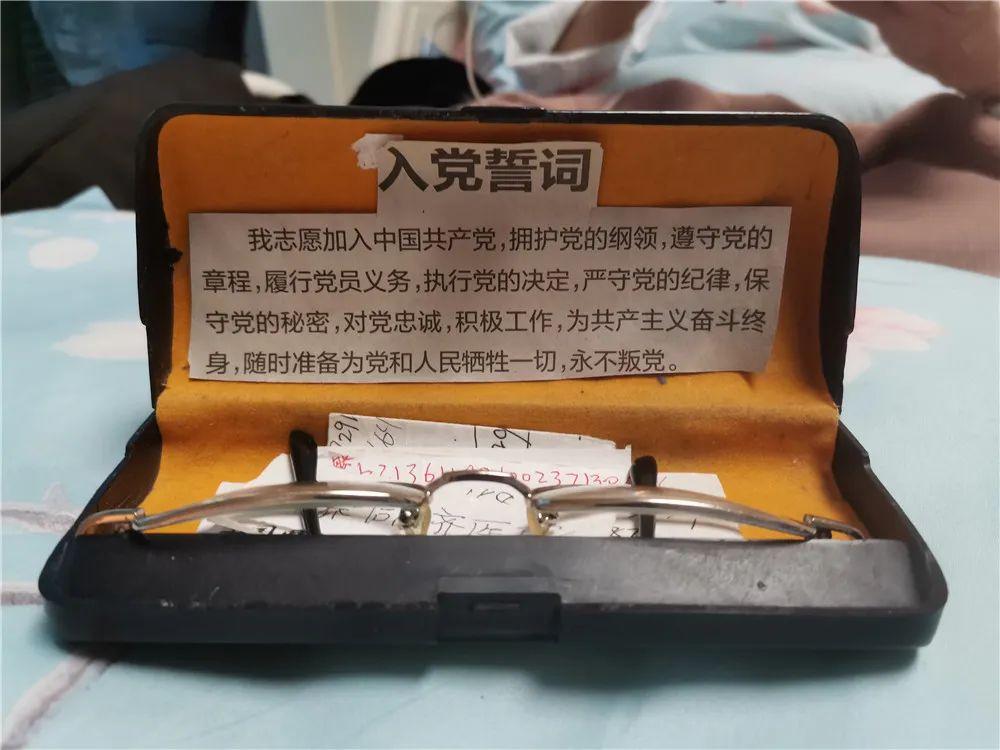 入党誓词
我志愿加入中国共产党,拥护党的纲领,遵守党的
章程,履行党员义务,执行党的决定,严守党的纪律,保
守党的秘密,对党忠诚,积极工作,为共产主义奋斗终
身,随时准备为党和人民牺牲一切,永不叛党。